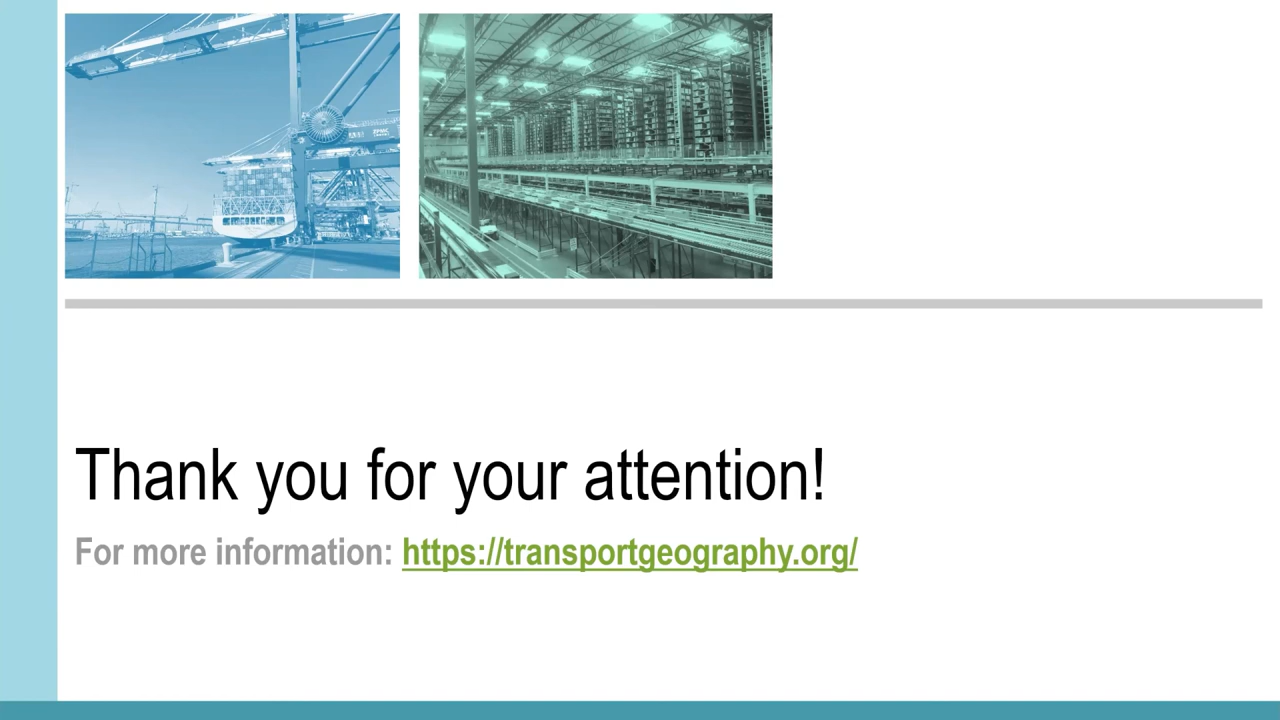 Thank you for your attention!
For more information: https://transportgeography.org/